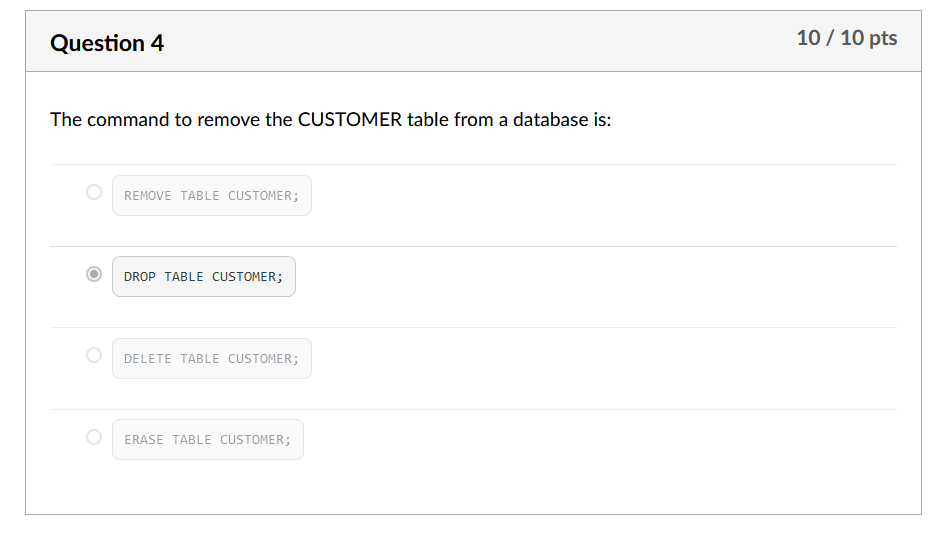 Question 4
10 / 10 pts
The command to remove the CUSTOMER table from a database is:
REMOVE TABLE CUSTOMER;
DROP TABLE CUSTOMER;
DELETE TABLE CUSTOMER;
ERASE TABLE CUSTOMER;